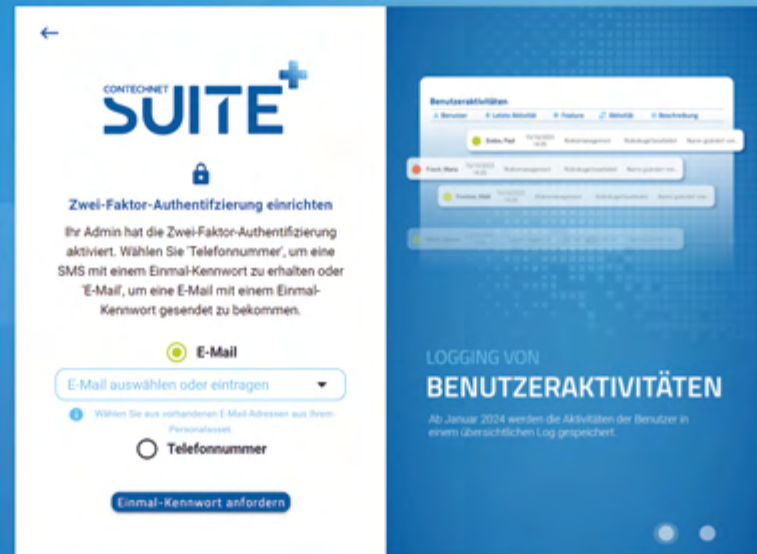 CONTECHNET
SUITE+
Zwei-Faktor-Authentifzierung einrichten
Ihr Admin hat die Zwei-Faktor-Authentifizierung
aktiviert. Wählen Sie 'Telefonnummer', um eine
SMS mit einem Einmal-Kennwort zu erhalten oder
'E-Mail', um eine E-Mail mit einem Einmal-
Kennwort gesendet zu bekommen.
E-Mail
E-Mail auswählen oder eintragen
Wählen Sie aus vorhandenen E-Mail-Adressen aus Ihrem
Personalasset.
Telefonnummer
Einmal-Kennwort anfordern
Benutzeraktivitäten
Benutzer Letzte Aktivität Feature Aktivität Beschreibung
LOGGING VON
BENUTZERAKTIVITÄTEN
Ab Januar 2024 werden die Aktivitäten der Benutzer in
einem übersichtlichen Log gespeichert.